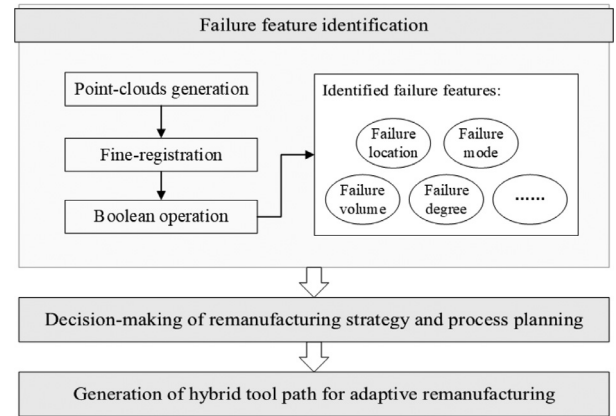 Failure feature identification
Point-clouds generation
Fine-registration
Boolean operation
Identified failure features:
Failure
location
Failure
mode
Failure
volume
Failure
degree
......
Decision-making of remanufacturing strategy and process planning
Generation of hybrid tool path for adaptive remanufacturing